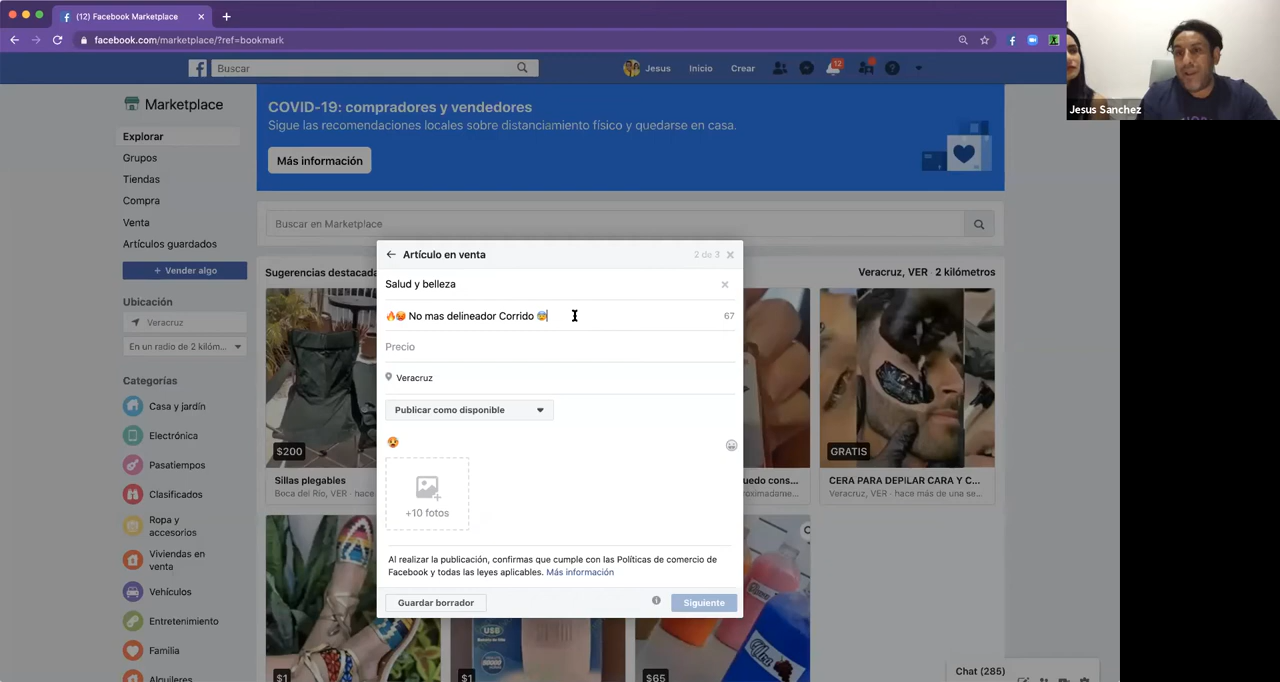 (12) Facebook Marketplace
facebook.com/marketplace/?ref=bookmark
Buscar
Jesus
Inicio
Crear
12
Jesus Sanchez
Marketplace
Explorar
Grupos
Tiendas
Compra
Venta
Artículos guardados
+ Vender algo
Ubicación
Veracruz
En un radio de 2 kilóm...
Categorías
Casa y jardín
Electrónica
Pasatiempos
Clasificados
Ropa y
accesorios
Viviendas en
venta
Vehículos
Entretenimiento
Familia
Alquileres
COVID-19: compradores y vendedores
Sigue las recomendaciones locales sobre distanciamiento físico y quedarse en casa.
Más información
Buscar en Marketplace
Sugerencias destacada
Veracruz, VER · 2 kilómetros
Artículo en venta
2 de 3
Salud y belleza
🔥🥵 No mas delineador Corrido 😰
67
Precio
Veracruz
Publicar como disponible
🥵
+10 fotos
Al realizar la publicación, confirmas que cumple con las Políticas de comercio de
Facebook y todas las leyes aplicables. Más información
Guardar borrador
Siguiente
$200
Sillas plegables
Boca del Río, VER · hace
uedo cons...
roximadame...
GRATIS
CERA PARA DEPILAR CARA Y C...
Veracruz, VER · hace más de una se...
$1
USB
$1
$65
Chat (285)